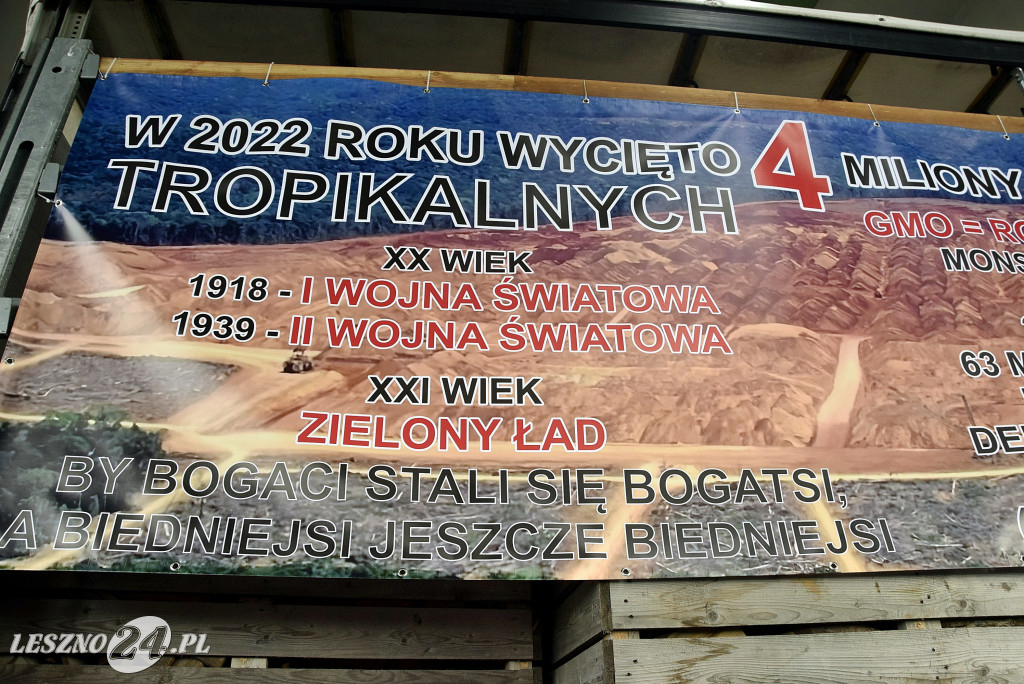 W 2022 ROKU WYCIĘTO 4 MILIONY
TROPIKALNYCH
GMO =
XX WIEK
1918 - I WOJNA ŚWIATOWA
1939 - II WOJNA ŚWIATOWA
63
XXI WIEK
ZIELONY ŁAD
BY BOGACI STALI SIĘ BOGATSI,
A BIEDNIEJSI JESZCZE BIEDNIEJSI
LESZNO24.PL